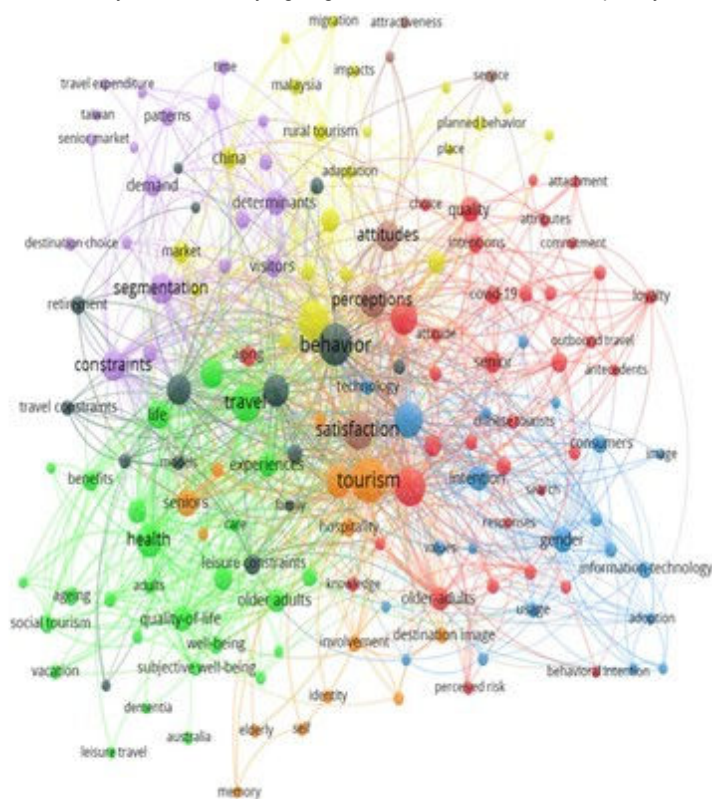 migration
attractiveness
time
impacts
service
travel expenditure
malaysia
taiwan
patterns
rural tourism
planned behavior
senior market
place
china
adaptation
demand
attachment
determinants
choice
quality
attributes
destination choice
attitudes
intentions
commitment
market
visitors
segmentation
perceptions
covid-19
loyalty
retirement
attitude
behavior
outbound travel
aging
senior
constraints
technology
antecedents
travel constraints
life
travel
satisfaction
chinese tourists
consumers
image
models
experiences
benefits
tourism
intention
search
seniors
family
care
hospitality
responses
health
values
gender
leisure constraints
information-technology
adults
knowledge
ageing
older adults
older-adults
usage
social tourism
quality-of-life
adoption
well-being
involvement
destination image
vacation
subjective well-being
behavioral intention
perceived risk
identity
dementia
elderly
self
australia
leisure travel
memory